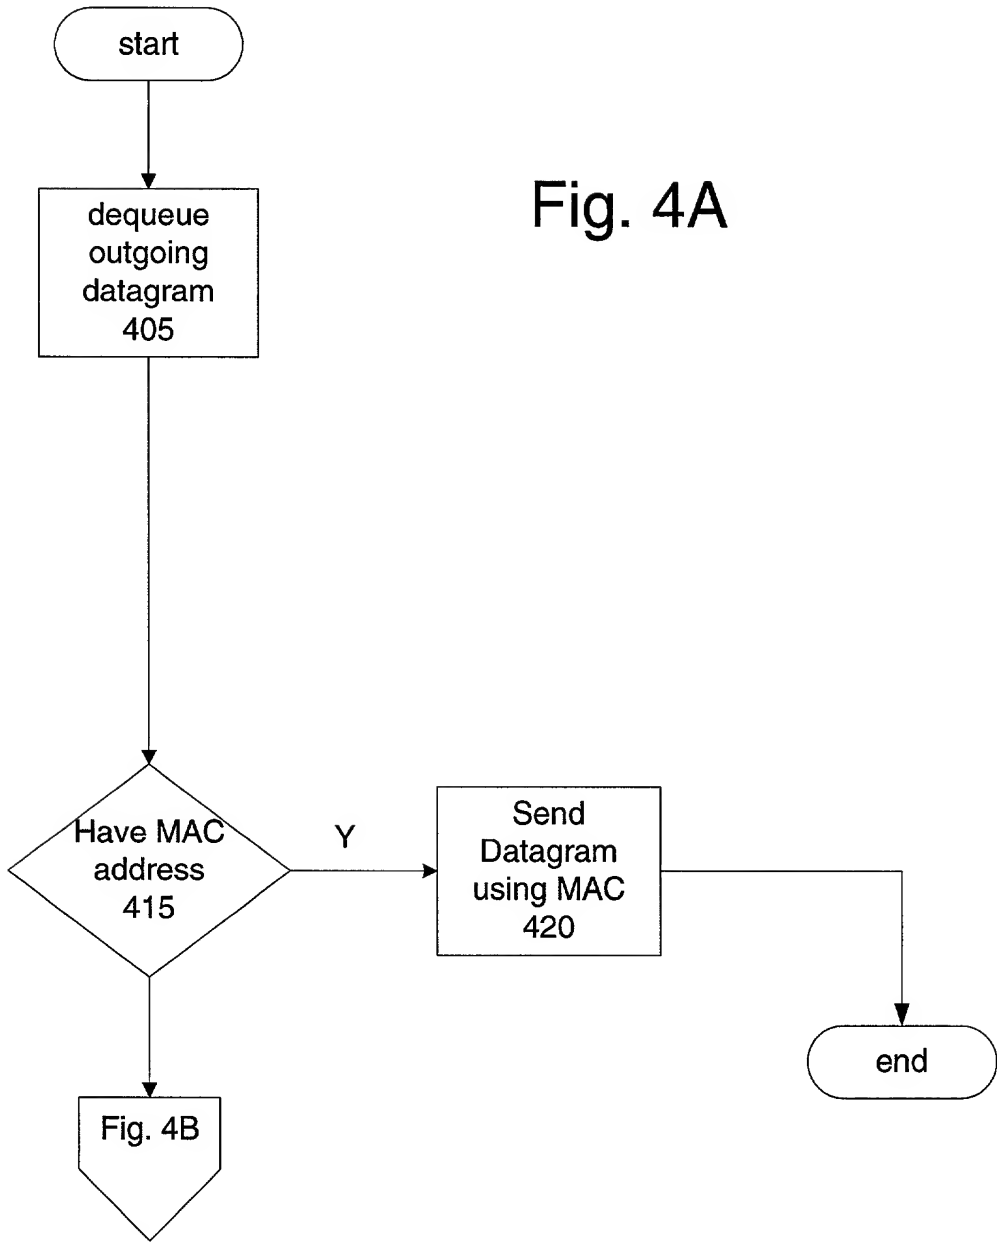 start
Fig. 4A
dequeue
outgoing
datagram
405
Have MAC
address
415
Y
Send
Datagram
using MAC
420
end
Fig. 4B